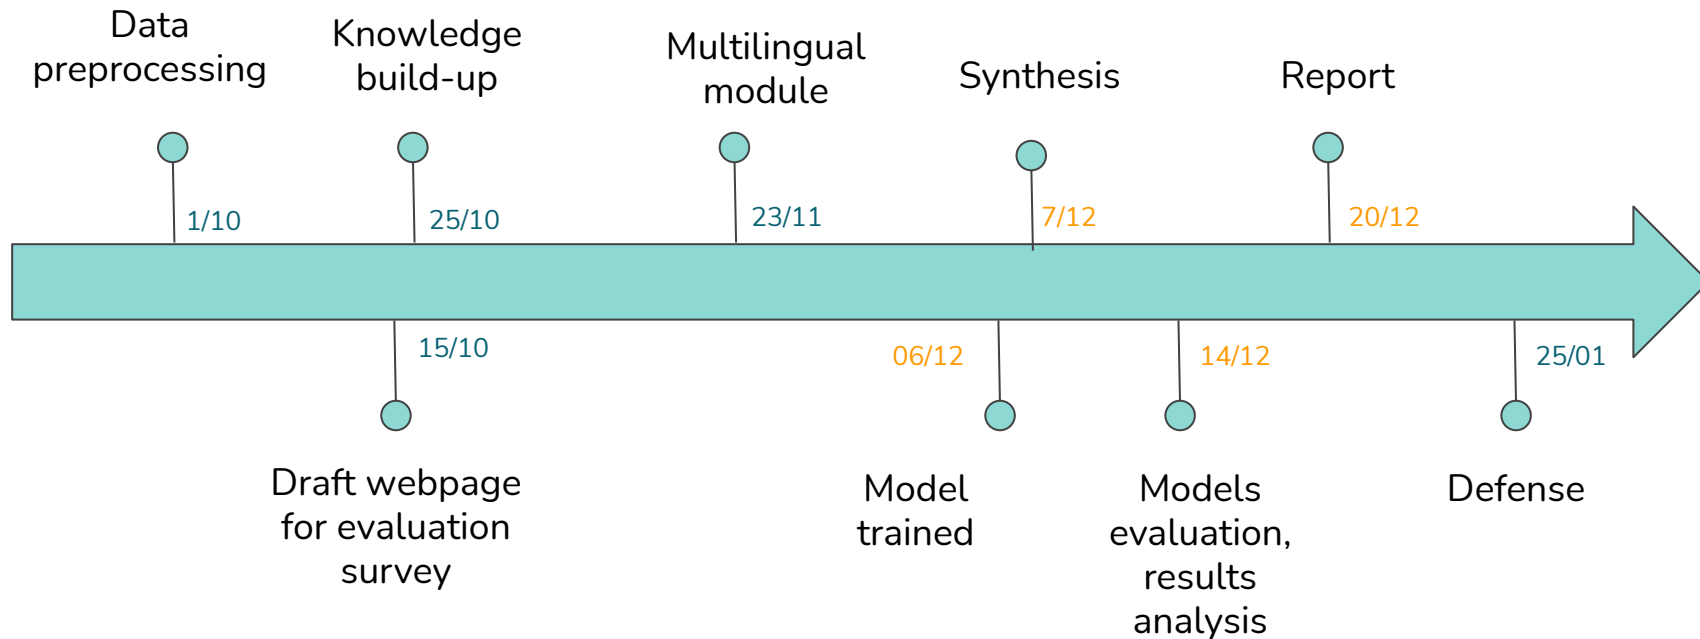 Data
preprocessing
Knowledge
build-up
Multilingual
module
Synthesis
Report
1/10
25/10
23/11
7/12
20/12
15/10
06/12
14/12
25/01
Draft webpage
for evaluation
survey
Model
trained
Models
evaluation,
results
analysis
Defense